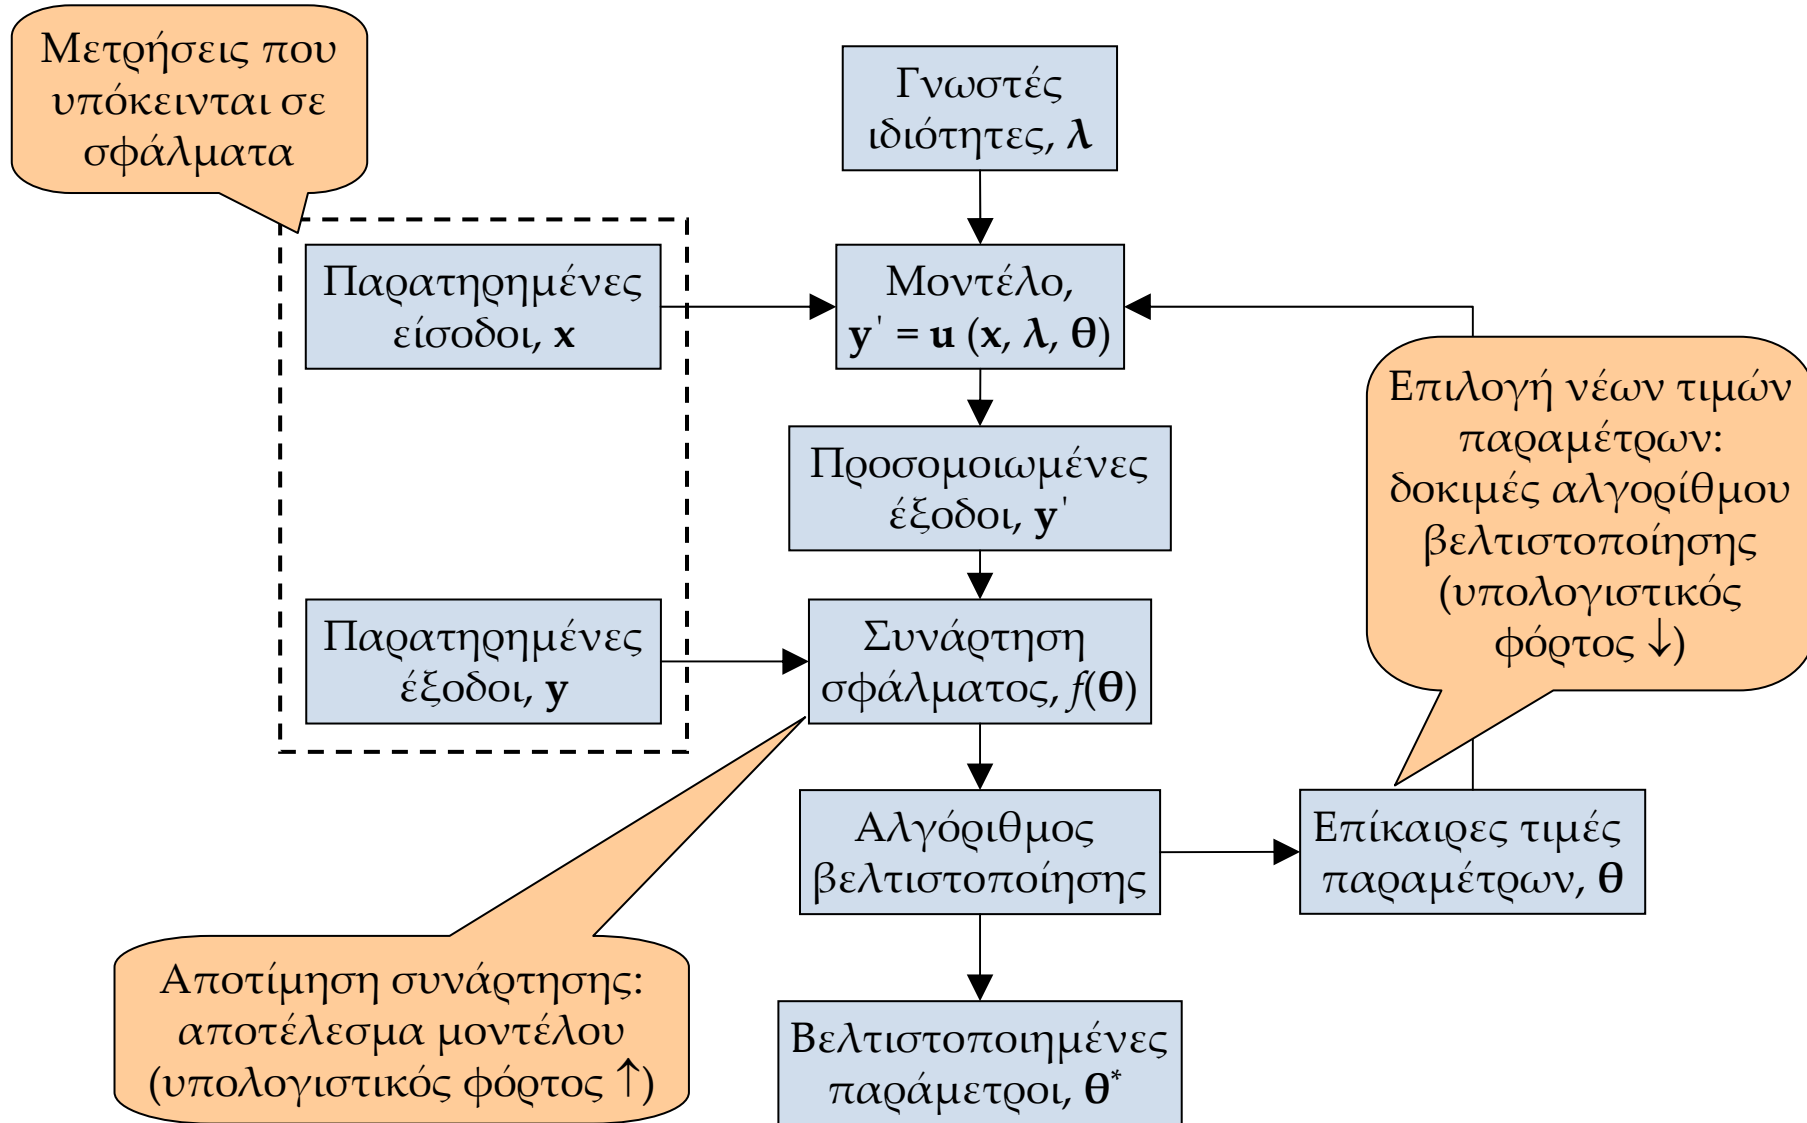 Μετρήσεις που
υπόκεινται σε
σφάλματα
Γνωστές
ιδιότητες, λ
Παρατηρημένες
είσοδοι, x
Μοντέλο,
y' = u (x, λ, θ)
Επιλογή νέων τιμών
παραμέτρων:
δοκιμές αλγορίθμου
βελτιστοποίησης
(υπολογιστικός
φόρτος ↓)
Προσομοιωμένες
έξοδοι, y'
Παρατηρημένες
έξοδοι, y
Συνάρτηση
σφάλματος, f(θ)
Αλγόριθμος
βελτιστοποίησης
Επίκαιρες τιμές
παραμέτρων, θ
Αποτίμηση συνάρτησης:
αποτέλεσμα μοντέλου
(υπολογιστικός φόρτος ↑)
Βελτιστοποιημένες
παράμετροι, θ*